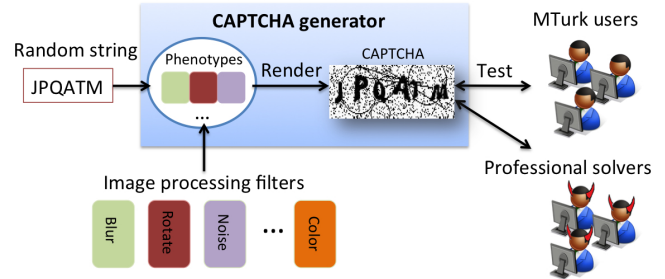 CAPTCHA generator
Random string
JPQATM
Phenotypes
...
Render
CAPTCHA
JPQATM
Test
MTurk users
Professional solvers
Image processing filters
Blur
Rotate
Noise
...
Color